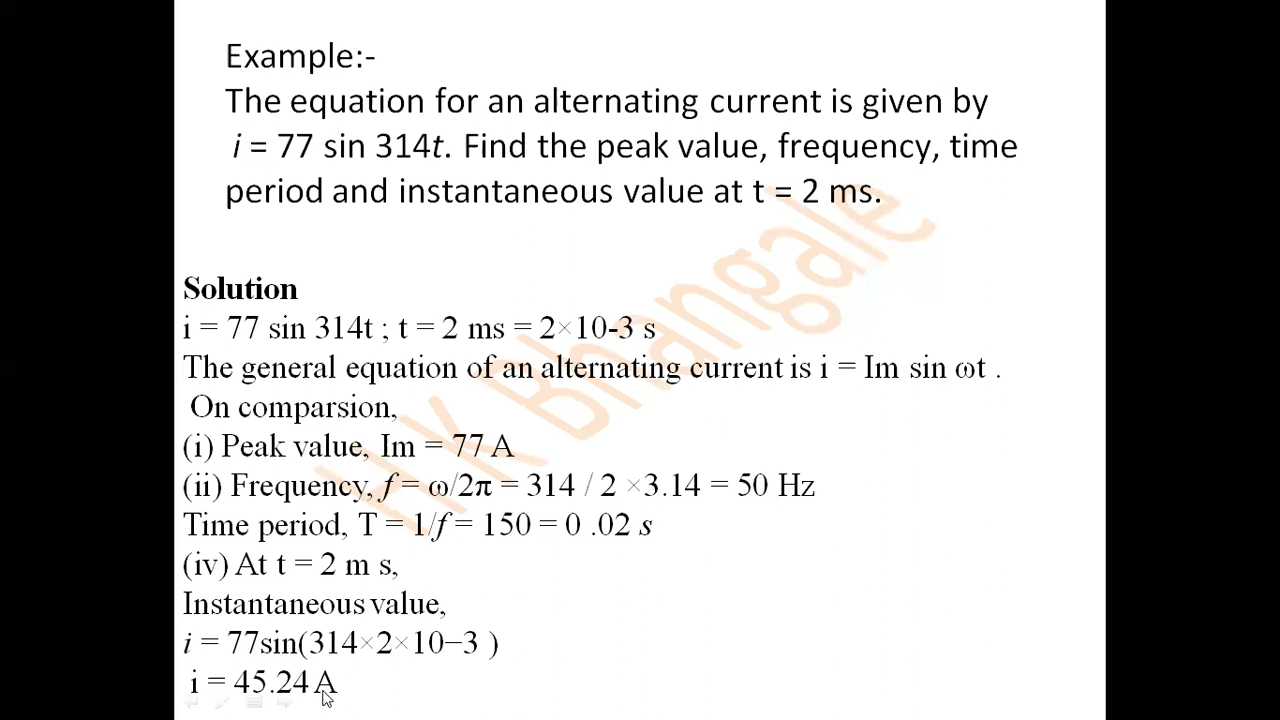 Example:-
The equation for an alternating current is given by
i = 77 sin 314t. Find the peak value, frequency, time
period and instantaneous value at t = 2 ms.
H K Bhangale
Solution
i = 77 sin 314t ; t = 2 ms = 2×10-3 s
The general equation of an alternating current is i = Im sin ωt .
On comparsion,
(i) Peak value, Im = 77 A
(ii) Frequency, f = ω/2π = 314 / 2 ×3.14 = 50 Hz
Time period, T = 1/f = 150 = 0 .02 s
(iv) At t = 2 m s,
Instantaneous value,
i = 77sin(314×2×10−3 )
i = 45.24 A